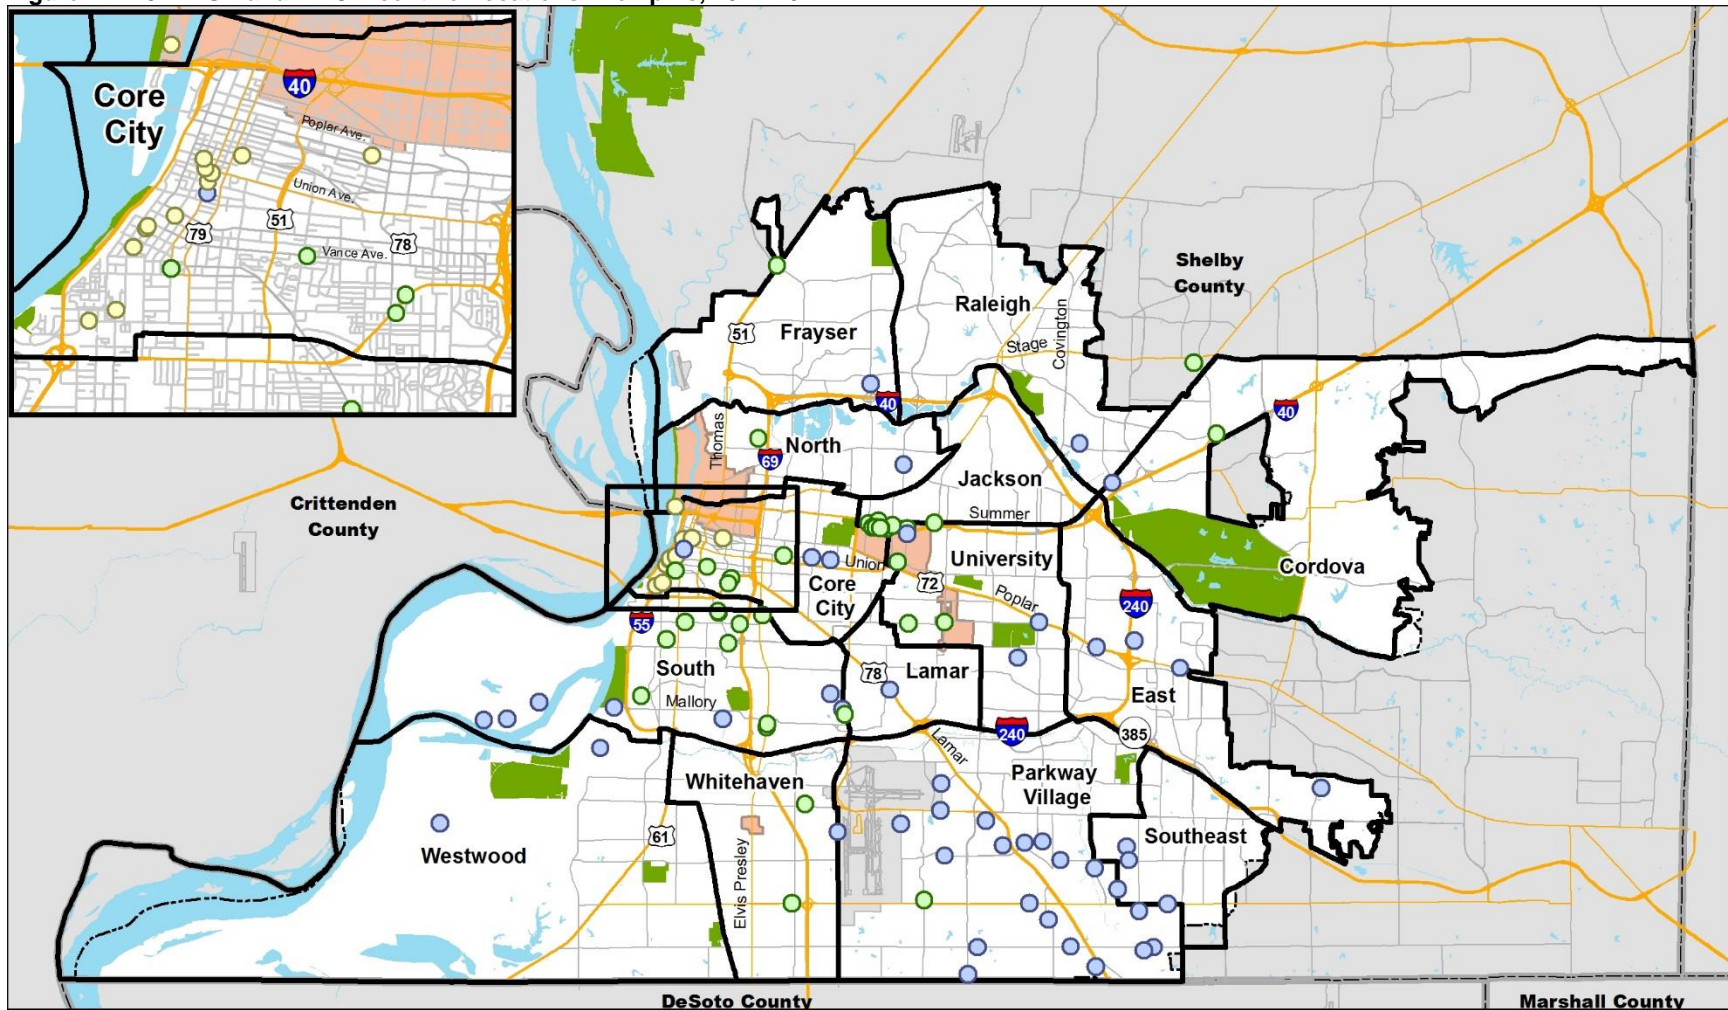 Core
City
40
Poplar Ave.
Union Ave.
51
79
78
Vance Ave.
Shelby
County
Raleigh
Frayser
51
Stage
Covington
40
40
Thomas
North
69
Jackson
Crittenden
County
Summer
University
Union
Core
City
72
Cordova
Poplar
240
55
South
78
Lamar
Mallory
East
240
385
Lamar
Whitehaven
Parkway
Village
61
Southeast
Westwood
Elvis Presley
DeSoto County
Marshall County